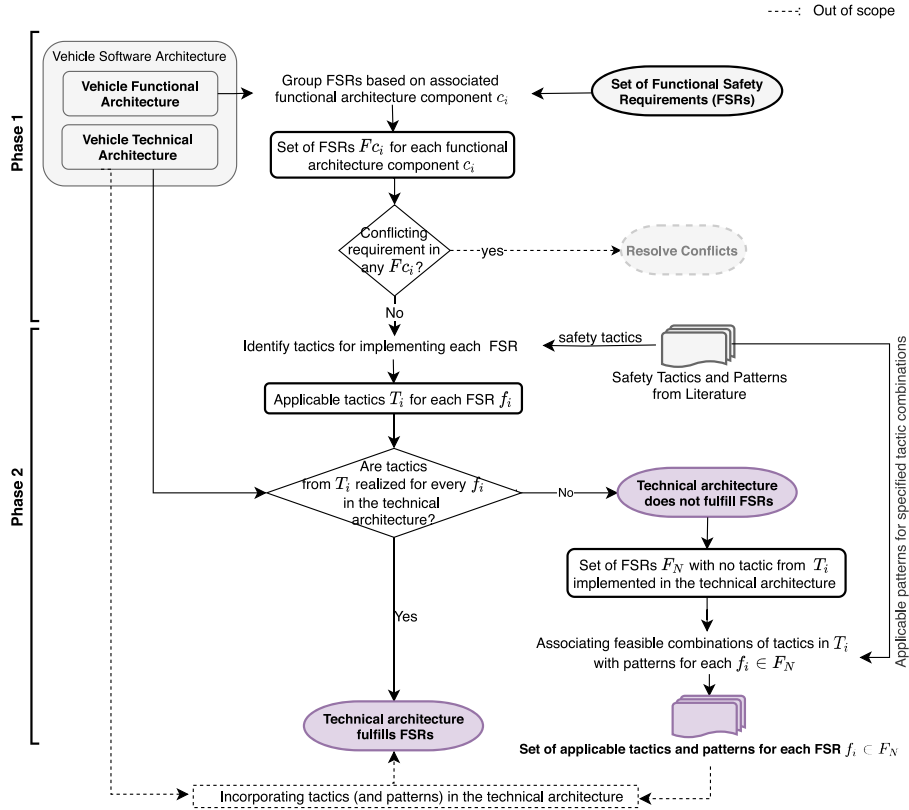 Out of scope
Vehicle Software Architecture
Vehicle Functional
Architecture
Vehicle Technical
Architecture
Group FSRs based on associated
functional architecture component c_i
Set of Functional Safety
Requirements (FSRs)
Phase 1
Set of FSRs Fc_i for each functional
architecture component c_i
Conflicting
requirement in
any Fc_i?
yes
Resolve Conflicts
No
Identify tactics for implementing each FSR
safety tactics
Safety Tactics and Patterns
from Literature
Applicable tactics T_i for each FSR f_i
Phase 2
Are tactics
from T_i realized for every f_i
in the technical
architecture?
No
Technical architecture
does not fulfill FSRs
Set of FSRs F_N with no tactic from T_i
implemented in the technical architecture
Yes
Applicable patterns for specified tactic combinations
Associating feasible combinations of tactics in T_i
with patterns for each f_i ∈ F_N
Technical architecture
fulfills FSRs
Set of applicable tactics and patterns for each FSR f_i ⊂ F_N
Incorporating tactics (and patterns) in the technical architecture